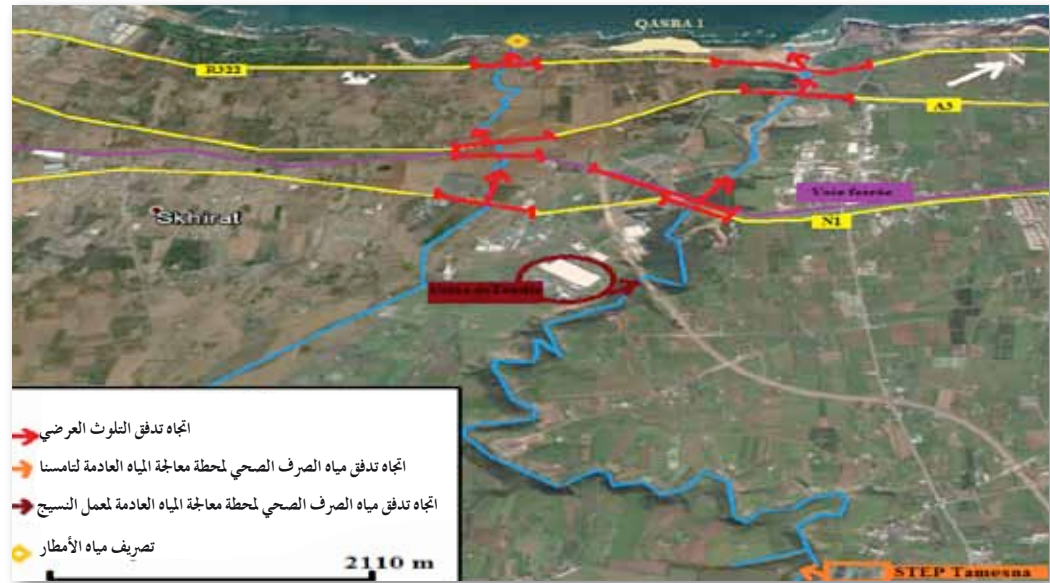 QASBA 1
N
R322
A3
Voie ferrée
N1
Skhirat
اتجاه تدفق التلوث العرضي
اتجاه تدفق مياه الصرف الصحي لمحطة معالجة المياه العادمة لتامسنا
اتجاه تدفق مياه الصرف الصحي لمحطة معالجة المياه العادمة لمعمل النسيج
تصريف مياه الأمطار
2110 m
STEP Tamesna